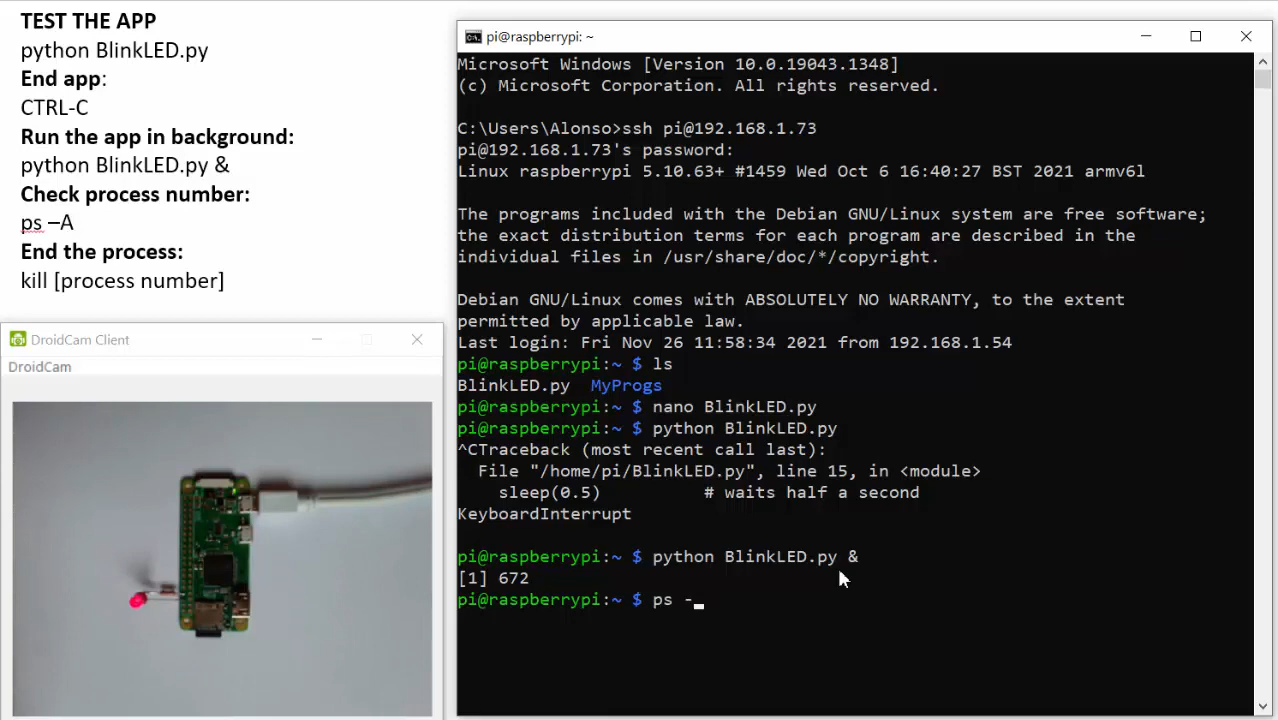 TEST THE APP
python BlinkLED.py
End app:
CTRL-C
Run the app in background:
python BlinkLED.py &
Check process number:
ps –A
End the process:
kill [process number]
DroidCam Client
DroidCam
pi@raspberrypi: ~
Microsoft Windows [Version 10.0.19043.1348]
(c) Microsoft Corporation. All rights reserved.
C:\Users\Alonso>ssh pi@192.168.1.73
pi@192.168.1.73's password:
Linux raspberrypi 5.10.63+ #1459 Wed Oct 6 16:40:27 BST 2021 armv6l
The programs included with the Debian GNU/Linux system are free software;
the exact distribution terms for each program are described in the
individual files in /usr/share/doc/*/copyright.
Debian GNU/Linux comes with ABSOLUTELY NO WARRANTY, to the extent
permitted by applicable law.
Last login: Fri Nov 26 11:58:34 2021 from 192.168.1.54
pi@raspberrypi:~ $ ls
BlinkLED.py  MyProgs
pi@raspberrypi:~ $ nano BlinkLED.py
pi@raspberrypi:~ $ python BlinkLED.py
^CTraceback (most recent call last):
  File "/home/pi/BlinkLED.py", line 15, in <module>
    sleep(0.5)          # waits half a second
KeyboardInterrupt
pi@raspberrypi:~ $ python BlinkLED.py &
[1] 672
pi@raspberrypi:~ $ ps -